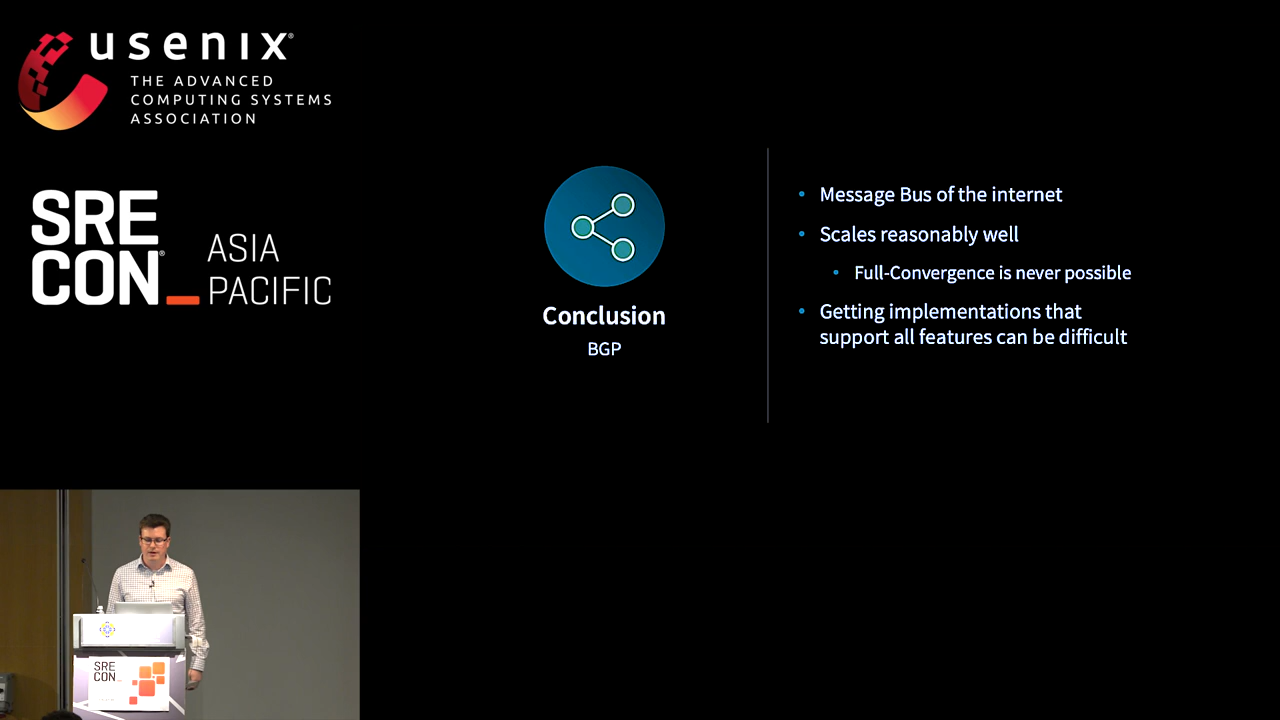 usenix®
THE ADVANCED
COMPUTING SYSTEMS
ASSOCIATION
SRE
CON®_
ASIA
PACIFIC
Conclusion
BGP
• Message Bus of the internet
• Scales reasonably well
• Full-Convergence is never possible
• Getting implementations that
support all features can be difficult
SRE
CON_